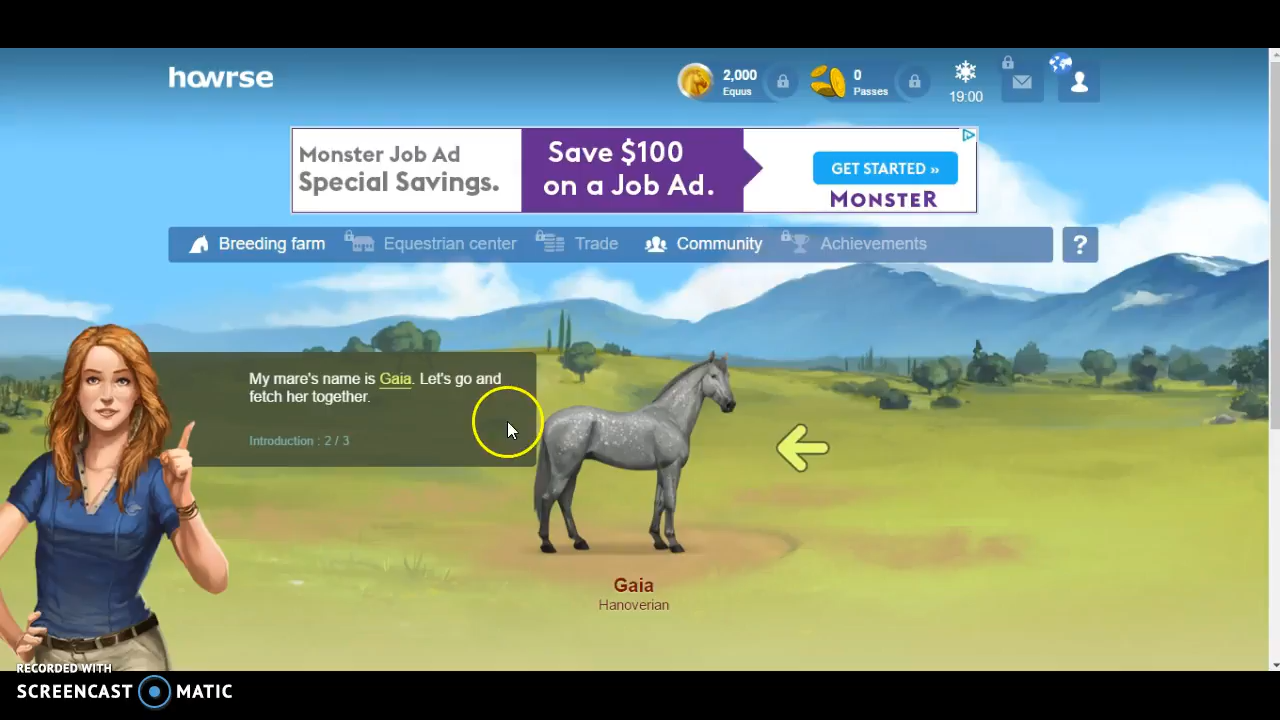 howrse
2,000
Equus
0
Passes
19:00
Monster Job Ad
Special Savings.
Save $100
on a Job Ad.
GET STARTED »
MONSTER
Breeding farm
Equestrian center
Trade
Community
Achievements
?
My mare's name is Gaia. Let's go and
fetch her together.
Introduction : 2 / 3
Gaia
Hanoverian
RECORDED WITH
SCREENCAST MATIC